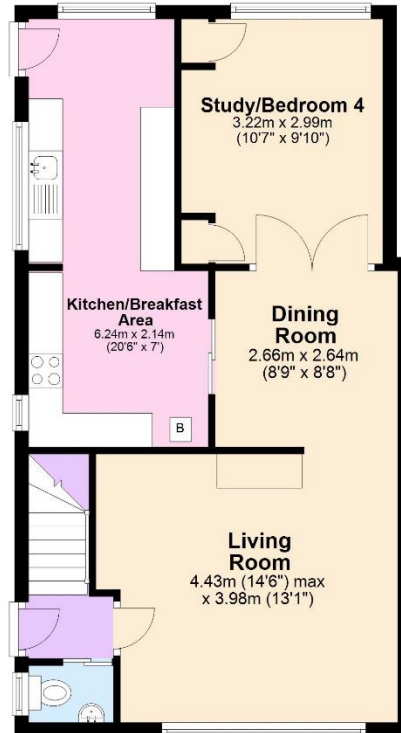 Study/Bedroom 4
3.22m x 2.99m
(10'7" x 9'10")
Kitchen/Breakfast
Area
6.24m x 2.14m
(20'6" x 7')
Dining
Room
2.66m x 2.64m
(8'9" x 8'8")
B
Living
Room
4.43m (14'6") max
x 3.98m (13'1")